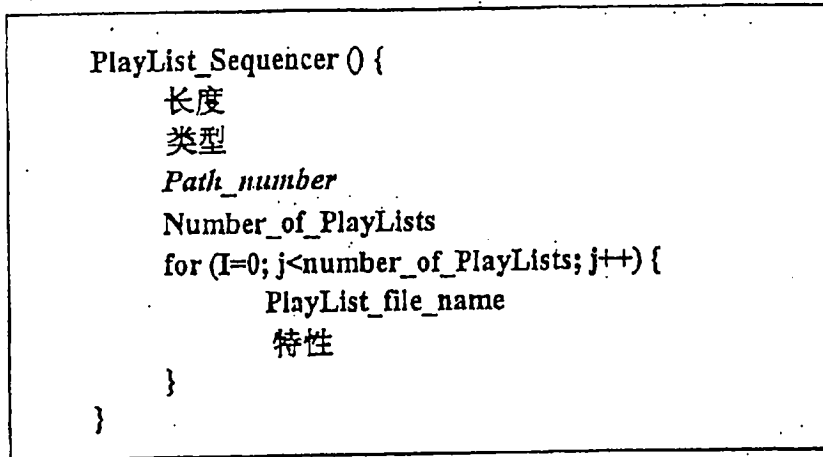 PlayList_Sequencer () {
长度
类型
Path_number
Number_of_PlayLists
for (I=0; j<number_of_PlayLists; j++) {
PlayList_file_name
特性
}
}